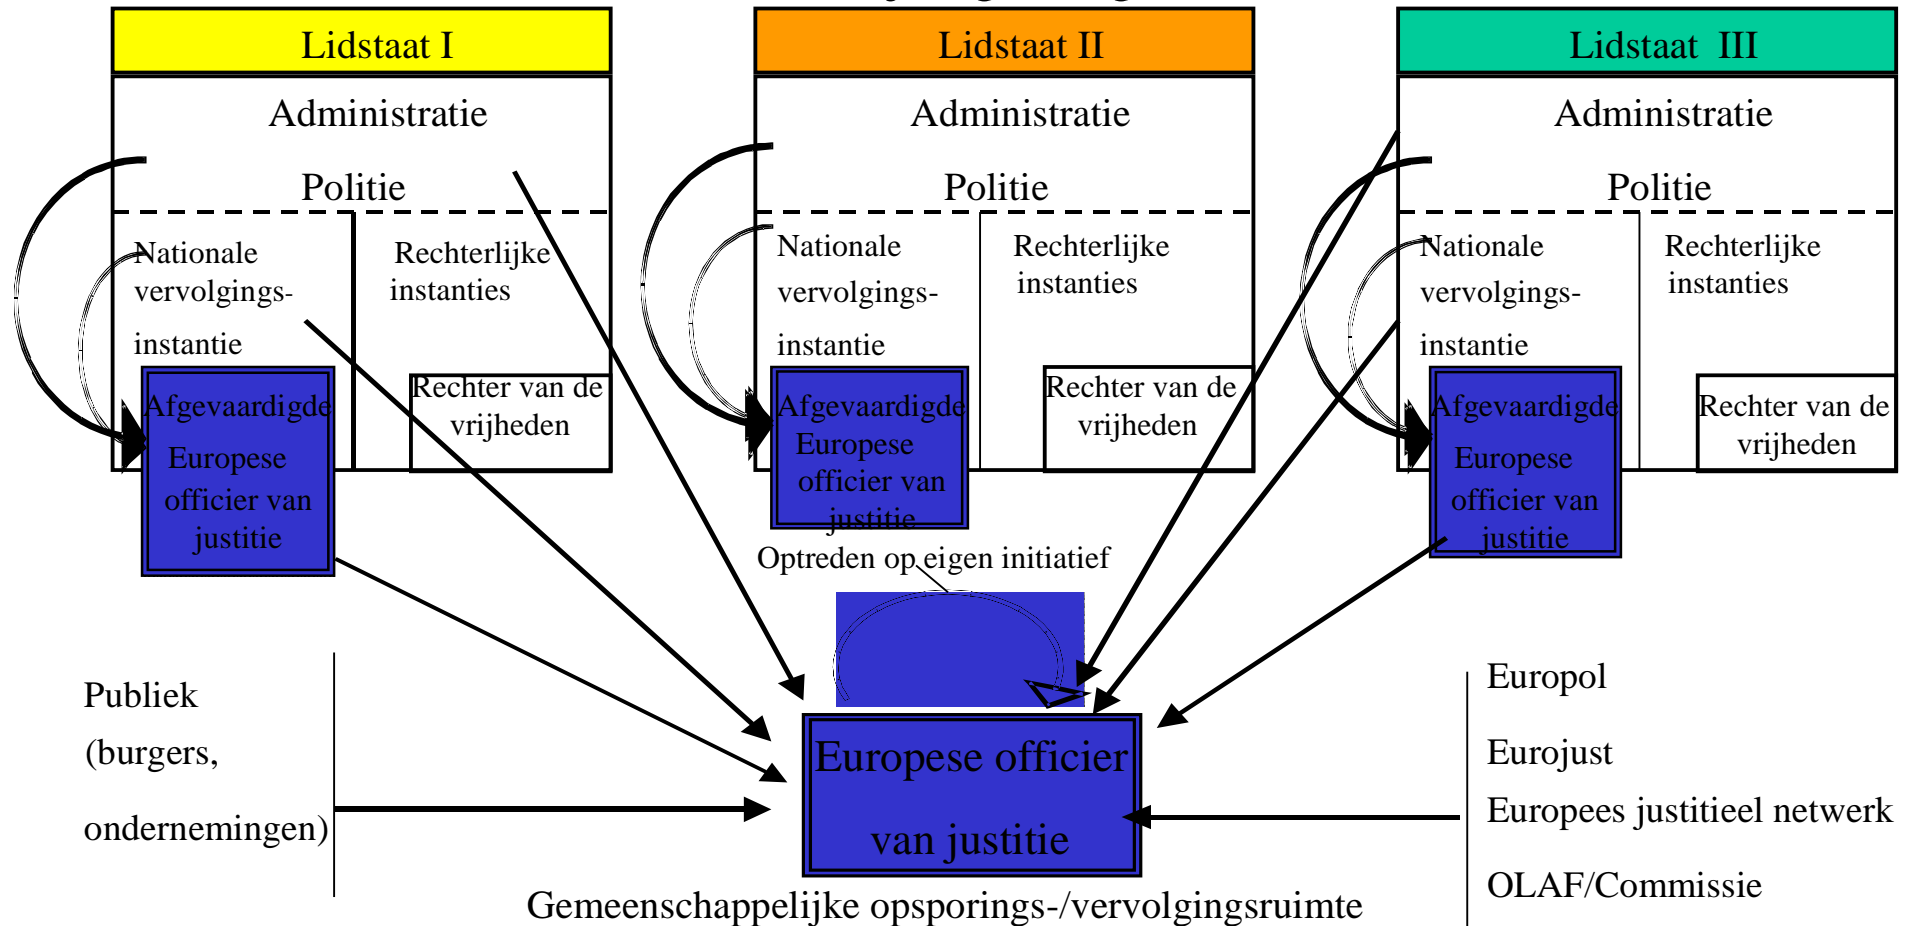 Lidstaat I
Administratie
Politie
Nationale
vervolgings-
instantie
Rechterlijke
instanties
Rechter van de
vrijheden
Afgevaardigde
Europese
officier van
justitie
Lidstaat II
Administratie
Politie
Nationale
vervolgings-
instantie
Rechterlijke
instanties
Rechter van de
vrijheden
Afgevaardigde
Europese
officier van
justitie
Lidstaat III
Administratie
Politie
Nationale
vervolgings-
instantie
Rechterlijke
instanties
Rechter van de
vrijheden
Afgevaardigde
Europese
officier van
justitie
Optreden op eigen initiatief
Publiek
(burgers,
ondernemingen)
Europese officier
van justitie
Europol
Eurojust
Europees justitieel netwerk
OLAF/Commissie
Gemeenschappelijke opsporings-/vervolgingsruimte